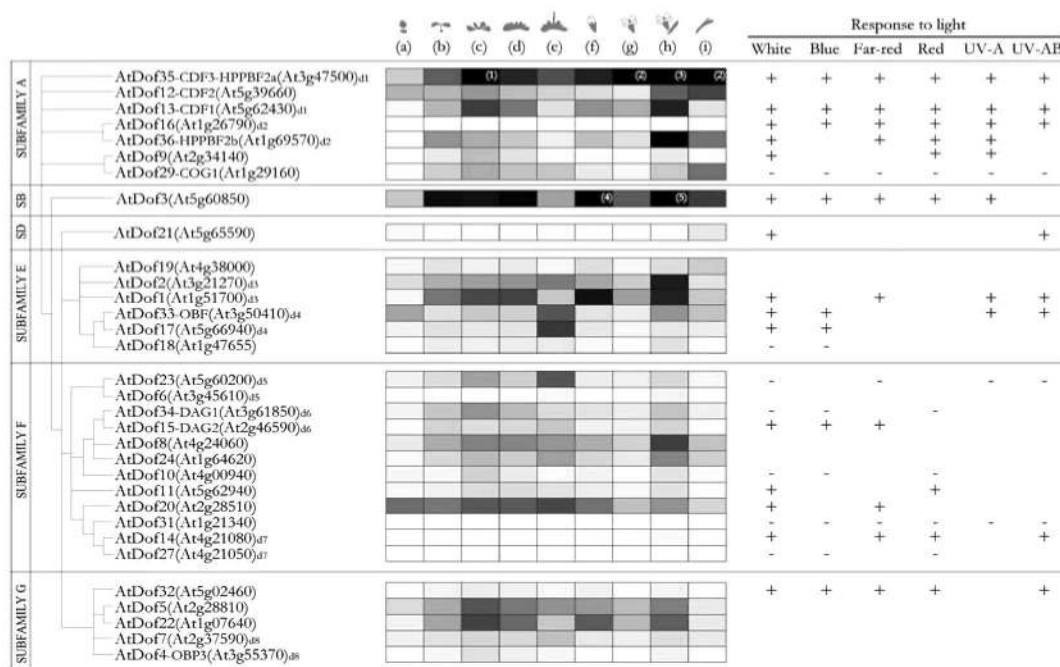 Response to light
(a) (b) (c) (d) (e) (f) (g) (h) (i) White Blue Far-red Red UV-A UV-AB
SUBFAMILY A
AtDof35-CDF3-HPPBF2a(At3g47500)d1 (1) (2) (3) (2) + + + + + +
AtDof12-CDF2(At5g39660)
AtDof13-CDF1(At5g62430)d1 + + + + + +
AtDof16(At1g26790)d2 + + + + + +
AtDof36-HPPBF2b(At1g69570)d2 + + + +
AtDof9(At2g34140) + + +
AtDof29-COG1(At1g29160) - - - - - -
SB
AtDof3(At5g60850) (4) (5) + + + + +
SD
AtDof21(At5g65590) + +
SUBFAMILY E
AtDof19(At4g38000)
AtDof2(At3g21270)d3
AtDof1(At1g51700)d3 + + + +
AtDof33-OBF(At3g50410)d4 + + + +
AtDof17(At5g66940)d4 + +
AtDof18(At1g47655) - -
SUBFAMILY F
AtDof23(At5g60200)d5 - - - -
AtDof6(At3g45610)d5
AtDof34-DAG1(At3g61850)d6 - - -
AtDof15-DAG2(At2g46590)d6 + + +
AtDof8(At4g24060)
AtDof24(At1g64620)
AtDof10(At4g00940) - - -
AtDof11(At5g62940) + +
AtDof20(At2g28510) + +
AtDof31(At1g21340) - - - - - -
AtDof14(At4g21080)d7 + + + +
AtDof27(At4g21050)d7 - - -
SUBFAMILY G
AtDof32(At5g02460) + + + + +
AtDof5(At2g28810)
AtDof22(At1g07640)
AtDof7(At2g37590)d8
AtDof4-OBP3(At3g55370)d8